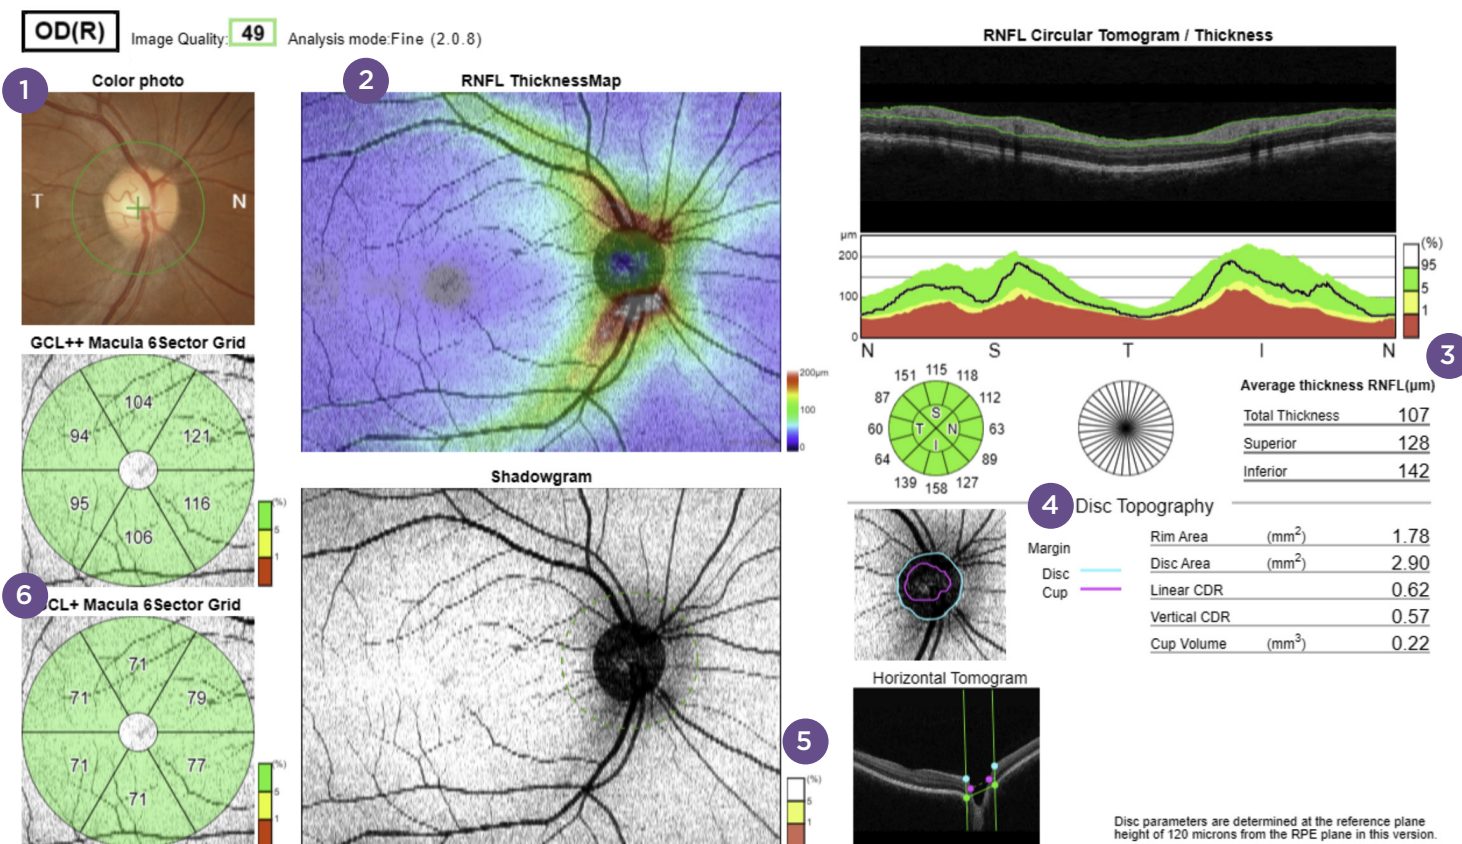 OD(R) Image Quality: 49 Analysis mode:Fine (2.0.8)
1
Color photo
T N
GCL++ Macula 6Sector Grid
104
94 121
95 116
106
(%)
5
1
6
GCL+ Macula 6Sector Grid
71
71 79
71 77
71
(%)
5
1
2
RNFL ThicknessMap
200µm
100
0
Shadowgram
5
(%)
5
1
RNFL Circular Tomogram / Thickness
µm
200
100
0
(%)
95
5
1
N S T I N
3
151 115 118
87 112
60 63
64 89
139 158 127
S
T N
I
Average thickness RNFL(µm)
Total Thickness 107
Superior 128
Inferior 142
4
Disc Topography
Margin
Disc
Cup
Rim Area (mm²) 1.78
Disc Area (mm²) 2.90
Linear CDR 0.62
Vertical CDR 0.57
Cup Volume (mm³) 0.22
Horizontal Tomogram
Disc parameters are determined at the reference plane
height of 120 microns from the RPE plane in this version.